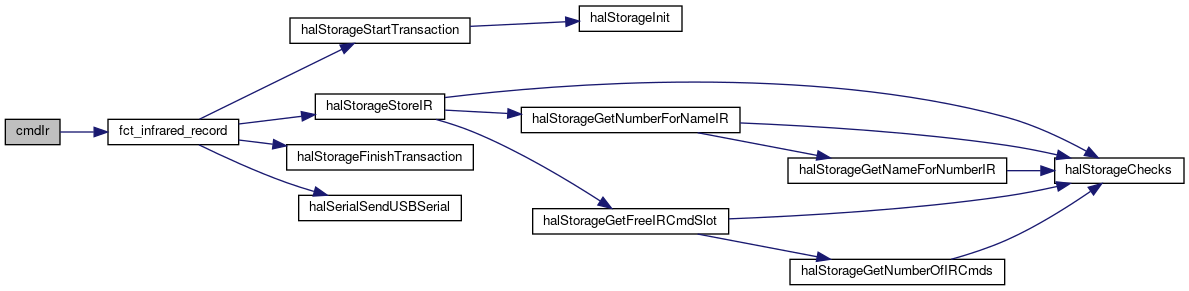 cmdIr
fct_infrared_record
halStorageStartTransaction
halStorageInit
halStorageStoreIR
halStorageFinishTransaction
halSerialSendUSBSerial
halStorageGetNumberForNameIR
halStorageGetNameForNumberIR
halStorageChecks
halStorageGetFreeIRCmdSlot
halStorageGetNumberOfIRCmds